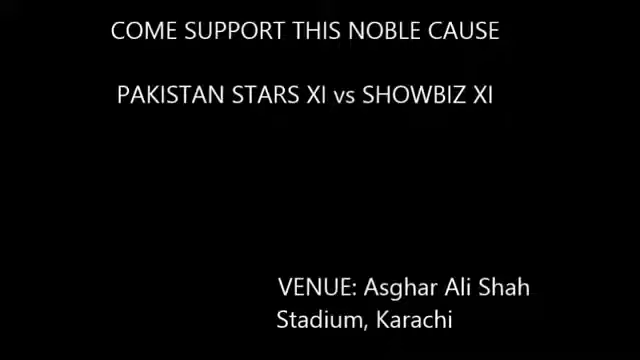 COME SUPPORT THIS NOBLE CAUSE
PAKISTAN STARS XI vs SHOWBIZ XI
VENUE: Asghar Ali Shah
Stadium, Karachi